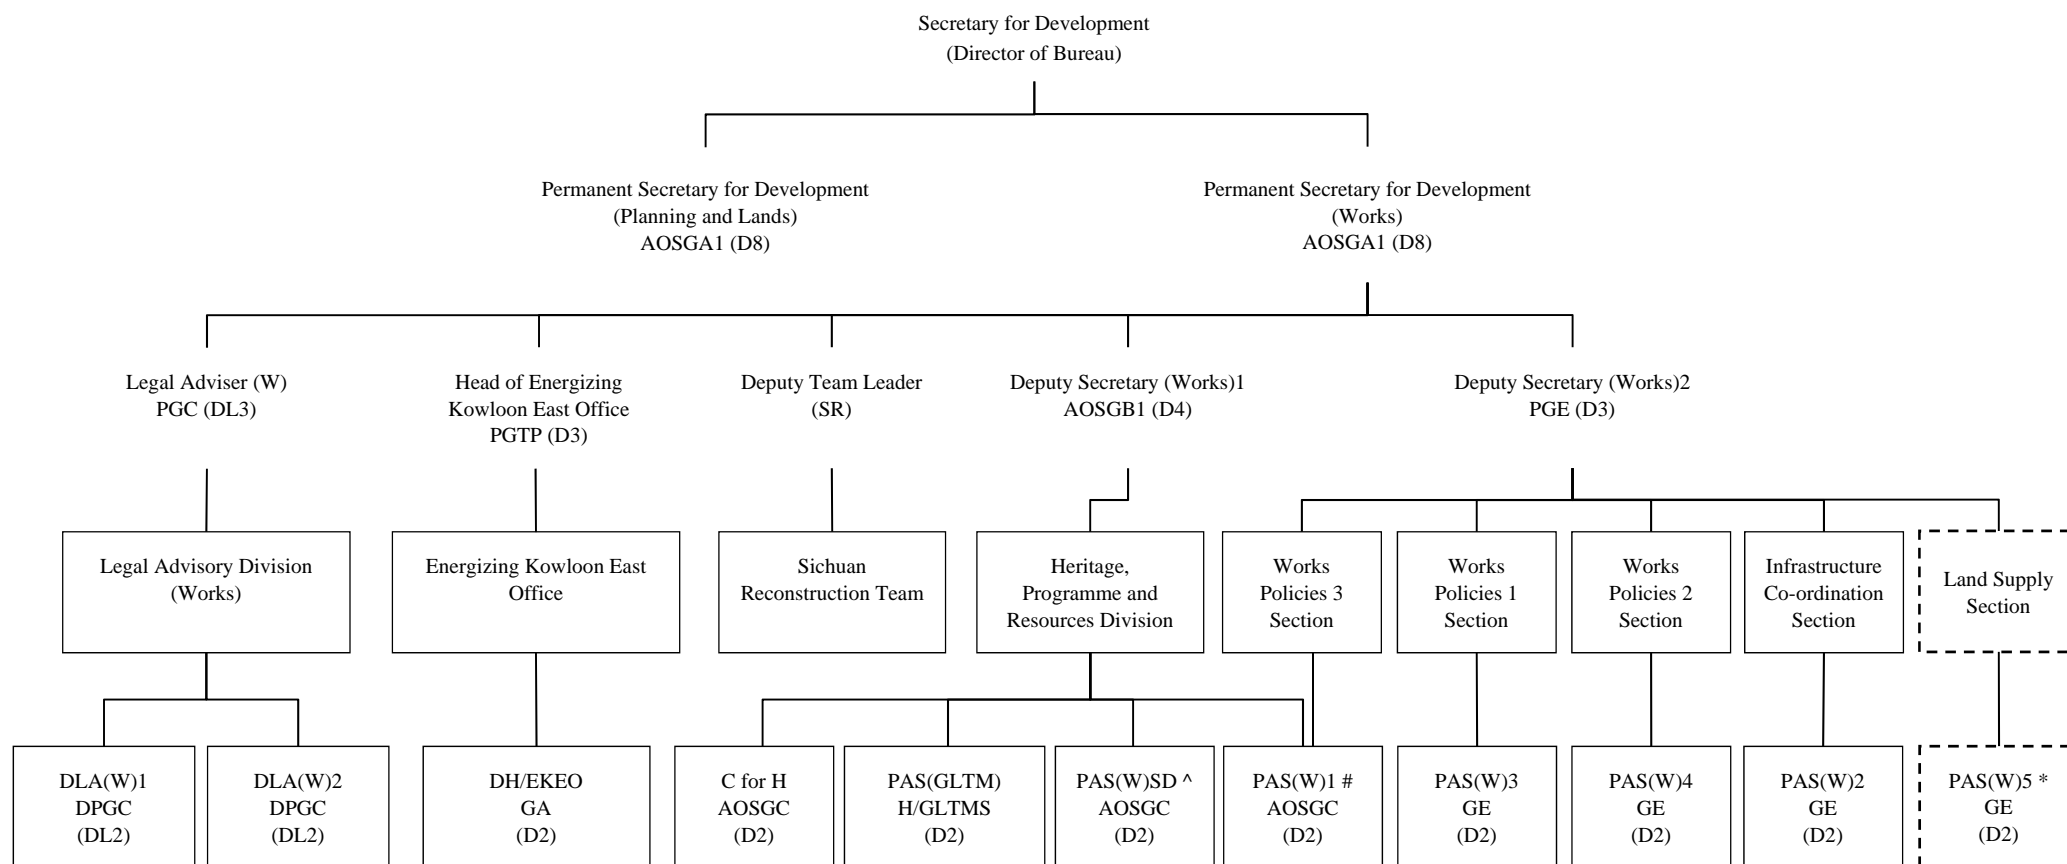 Secretary for Development
(Director of Bureau)
Permanent Secretary for Development
(Planning and Lands)
AOSGA1 (D8)
Permanent Secretary for Development
(Works)
AOSGA1 (D8)
Legal Adviser (W)
PGC (DL3)
Head of Energizing
Kowloon East Office
PGTP (D3)
Deputy Team Leader
(SR)
Deputy Secretary (Works)1
AOSGB1 (D4)
Deputy Secretary (Works)2
PGE (D3)
Legal Advisory Division
(Works)
Energizing Kowloon East
Office
Sichuan
Reconstruction Team
Heritage,
Programme and
Resources Division
Works
Policies 3
Section
Works
Policies 1
Section
Works
Policies 2
Section
Infrastructure
Co-ordination
Section
Land Supply
Section
DLA(W)1
DPGC
(DL2)
DLA(W)2
DPGC
(DL2)
DH/EKEO
GA
(D2)
C for H
AOSGC
(D2)
PAS(GLTM)
H/GLTMS
(D2)
PAS(W)SD ^
AOSGC
(D2)
PAS(W)1 #
AOSGC
(D2)
PAS(W)3
GE
(D2)
PAS(W)4
GE
(D2)
PAS(W)2
GE
(D2)
PAS(W)5 *
GE
(D2)